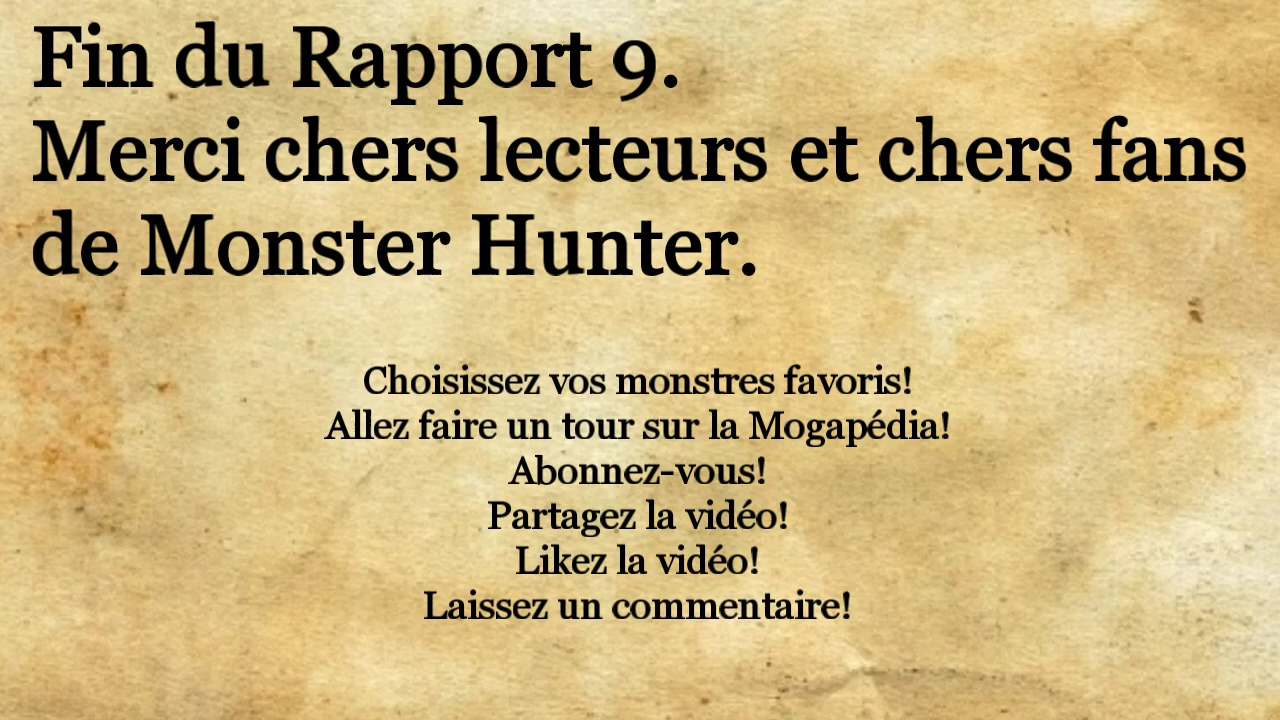 Fin du Rapport 9.
Merci chers lecteurs et chers fans
de Monster Hunter.
Choisissez vos monstres favoris!
Allez faire un tour sur la Mogapédia!
Abonnez-vous!
Partagez la vidéo!
Likez la vidéo!
Laissez un commentaire!